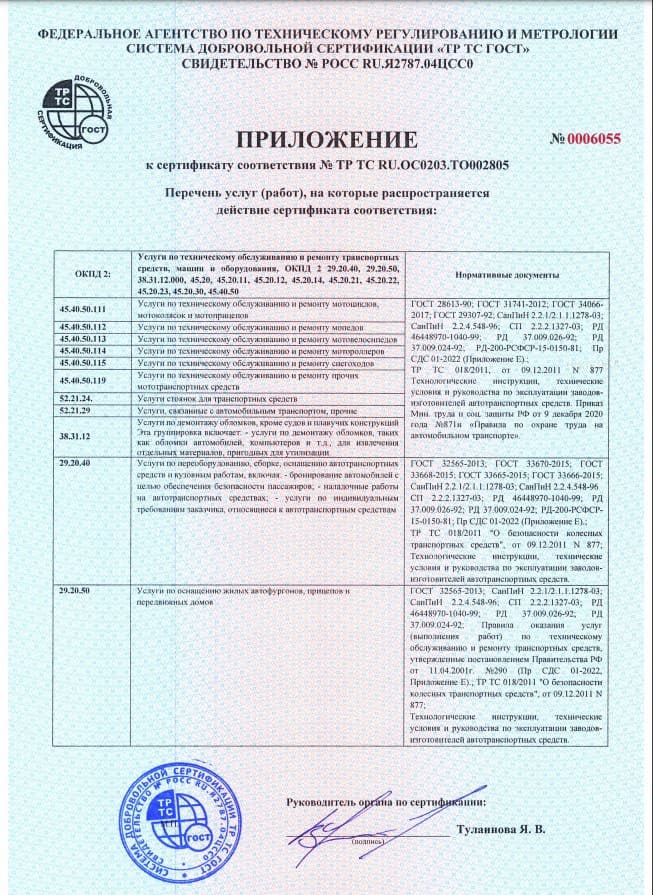 ФЕДЕРАЛЬНОЕ АГЕНТСТВО ПО ТЕХНИЧЕСКОМУ РЕГУЛИРОВАНИЮ И МЕТРОЛОГИИ
СИСТЕМА ДОБРОВОЛЬНОЙ СЕРТИФИКАЦИИ «ТР ТС ГОСТ»
СВИДЕТЕЛЬСТВО № РОСС RU.Я2787.04ЦСС0
ДОБРОВОЛЬНАЯ
СЕРТИФИКАЦИЯ
ТР
ТС
ГОСТ
ПРИЛОЖЕНИЕ
№ 0006055
к сертификату соответствия № ТР ТС RU.ОС0203.ТО002805
Перечень услуг (работ), на которые распространяется
действие сертификата соответствия:
ОКПД 2:
Услуги по техническому обслуживанию и ремонту транспортных
средств, машин и оборудования, ОКПД 2 29.20.40, 29.20.50,
38.31.12.000, 45.20, 45.20.11, 45.20.12, 45.20.14, 45.20.21, 45.20.22,
45.20.23, 45.20.30, 45.40.50
Нормативные документы
45.40.50.111
Услуги по техническому обслуживанию и ремонту мотоциклов,
мотоколясок и мотоприцепов
45.40.50.112
Услуги по техническому обслуживанию и ремонту мопедов
45.40.50.113
Услуги по техническому обслуживанию и ремонту мотовелосипедов
45.40.50.114
Услуги по техническому обслуживанию и ремонту мотороллеров
45.40.50.115
Услуги по техническому обслуживанию и ремонту снегоходов
45.40.50.119
Услуги по техническому обслуживанию и ремонту прочих
мототранспортных средств
52.21.24.
Услуги стоянок для транспортных средств
52.21.29
Услуги, связанные с автомобильным транспортом, прочие
38.31.12
Услуги по демонтажу обломков, кроме судов и плавучих конструкций
Эта группировка включает: - услуги по демонтажу обломков, таких
как обломки автомобилей, компьютеров и т.д., для извлечения
отдельных материалов, пригодных для утилизации
ГОСТ 28613-90; ГОСТ 31741-2012; ГОСТ 34066-
2017; ГОСТ 29307-92; СанПиН 2.2.1/2.1.1.1278-03;
СанПиН 2.2.4.548-96; СП 2.2.2.1327-03; РД
46448970-1040-99; РД 37.009.026-92; РД
37.009.024-92; РД-200-РСФСР-15-0150-81; Пр
СДС 01-2022 (Приложение Е).;
ТР ТС 018/2011, от 09.12.2011 N 877
Технологические инструкции, технические
условия и руководства по эксплуатации заводов-
изготовителей автотранспортных средств. Приказ
Мин. труда и соц. защиты РФ от 9 декабря 2020
года №871н «Правила по охране труда на
автомобильном транспорте».
29.20.40
Услуги по переоборудованию, сборке, оснащению автотранспортных
средств и кузовным работам, включая: - бронирование автомобилей с
целью обеспечения безопасности пассажиров; - наладочные работы
на автотранспортных средствах; - услуги по индивидуальным
требованиям заказчика, относящиеся к автотранспортным средствам
ГОСТ 32565-2013; ГОСТ 33670-2015; ГОСТ
33668-2015; ГОСТ 33665-2015; ГОСТ 33666-2015;
СанПиН 2.2.1/2.1.1.1278-03; СанПиН 2.2.4.548-96
СП 2.2.2.1327-03; РД 46448970-1040-99; РД
37.009.026-92; РД 37.009.024-92; РД-200-РСФСР-
15-0150-81; Пр СДС 01-2022 (Приложение Е).;
ТР ТС 018/2011 "О безопасности колесных
транспортных средств", от 09.12.2011 N 877;
Технологические инструкции, технические
условия и руководства по эксплуатации заводов-
изготовителей автотранспортных средств.
29.20.50
Услуги по оснащению жилых автофургонов, прицепов и
передвижных домов
ГОСТ 32565-2013; СанПиН 2.2.1/2.1.1.1278-03;
СанПиН 2.2.4.548-96; СП 2.2.2.1327-03; РД
46448970-1040-99; РД 37.009.026-92; РД
37.009.024-92; Правила оказания услуг
(выполнения работ) по техническому
обслуживанию и ремонту транспортных средств,
утвержденные постановлением Правительства РФ
от 11.04.2001г. №290 (Пр СДС 01-2022,
Приложение Е).; ТР ТС 018/2011 "О безопасности
колесных транспортных средств", от 09.12.2011 N
877;
Технологические инструкции, технические
условия и руководства по эксплуатации заводов-
изготовителей автотранспортных средств.
СИСТЕМА ДОБРОВОЛЬНОЙ СЕРТИФИКАЦИИ ТР ТС ГОСТ
СВИДЕТЕЛЬСТВО № РОСС RU.Я2787.04ЦСС0
ТР
ТС
ГОСТ
Руководитель органа по сертификации:
Тулаинова Я. В.
(подпись)